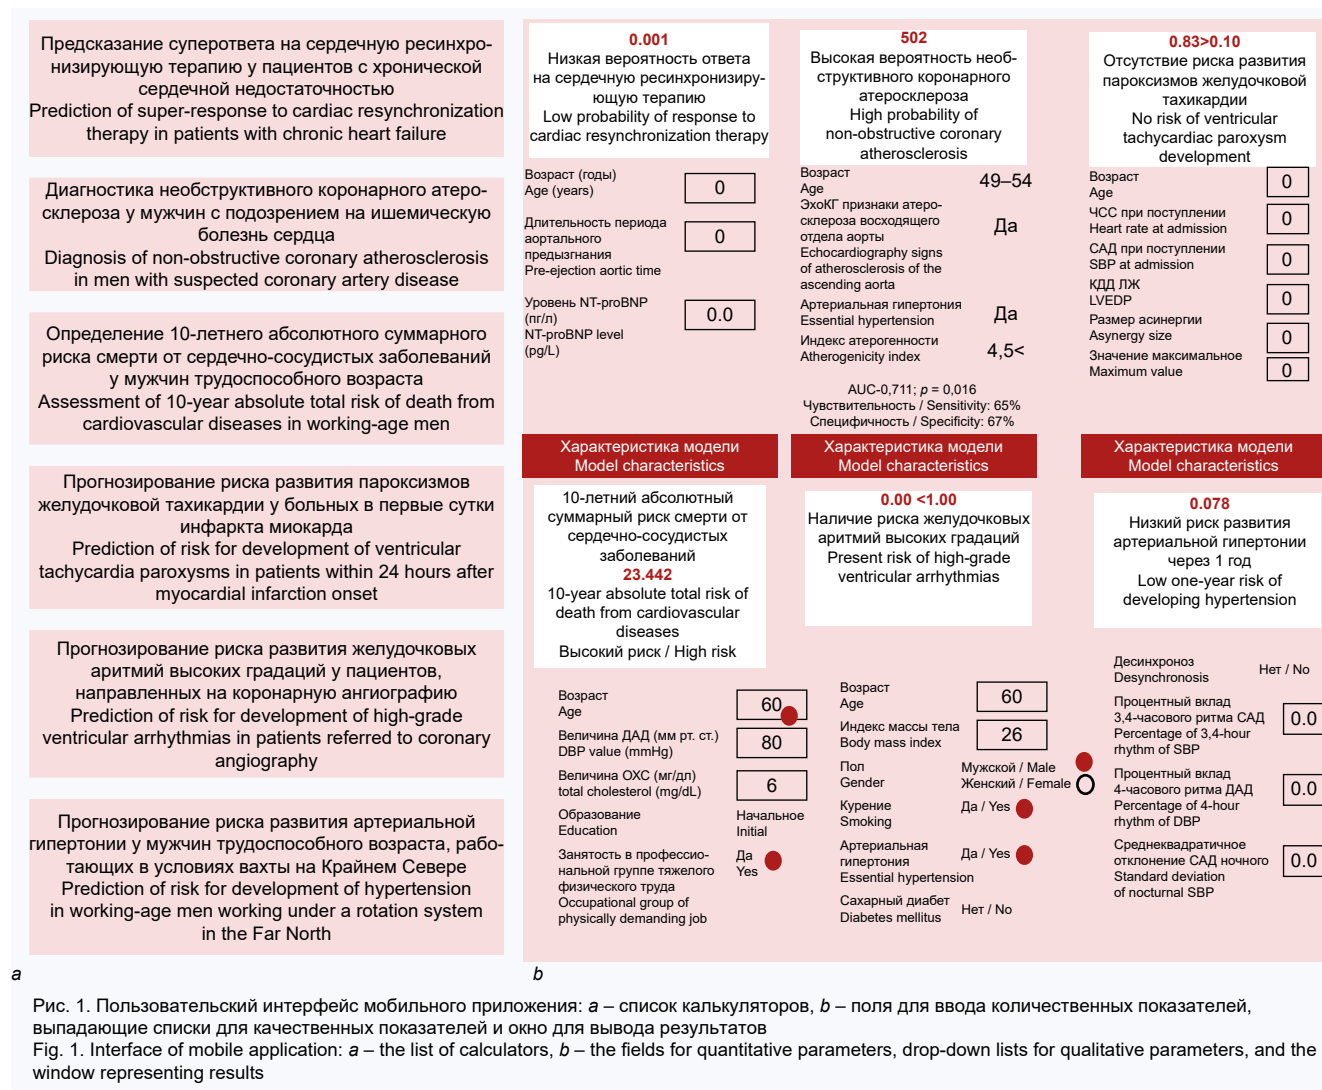 Предсказание суперответа на сердечную ресинхро-
низирующую терапию у пациентов с хронической
сердечной недостаточностью
Prediction of super-response to cardiac resynchronization
therapy in patients with chronic heart failure
Диагностика необструктивного коронарного атеро-
склероза у мужчин с подозрением на ишемическую
болезнь сердца
Diagnosis of non-obstructive coronary atherosclerosis
in men with suspected coronary artery disease
Определение 10-летнего абсолютного суммарного
риска смерти от сердечно-сосудистых заболеваний
у мужчин трудоспособного возраста
Assessment of 10-year absolute total risk of death from
cardiovascular diseases in working-age men
Прогнозирование риска развития пароксизмов
желудочковой тахикардии у больных в первые сутки
инфаркта миокарда
Prediction of risk for development of ventricular
tachycardia paroxysms in patients within 24 hours after
myocardial infarction onset
Прогнозирование риска развития желудочковых
аритмий высоких градаций у пациентов,
направленных на коронарную ангиографию
Prediction of risk for development of high-grade
ventricular arrhythmias in patients referred to coronary
angiography
Прогнозирование риска развития артериальной
гипертонии у мужчин трудоспособного возраста, рабо-
тающих в условиях вахты на Крайнем Севере
Prediction of risk for development of hypertension
in working-age men working under a rotation system
in the Far North
a
0.001
Низкая вероятность ответа
на сердечную ресинхронизиру-
ющую терапию
Low probability of response to
cardiac resynchronization therapy
Возраст (годы)
Age (years)
0
Длительность периода
аортального
предызгнания
Pre-ejection aortic time
0
Уровень NT-proBNP
(пг/л)
NT-proBNP level
(pg/L)
0.0
Характеристика модели
Model characteristics
502
Высокая вероятность необ-
структивного коронарного
атеросклероза
High probability of
non-obstructive coronary
atherosclerosis
Возраст
Age
49–54
ЭхоКГ признаки атеро-
склероза восходящего
отдела аорты
Echocardiography signs
of atherosclerosis of the
ascending aorta
Да
Артериальная гипертония
Essential hypertension
Да
Индекс атерогенности
Atherogenicity index
4,5<
AUC-0,711; p = 0,016
Чувствительность / Sensitivity: 65%
Специфичность / Specificity: 67%
Характеристика модели
Model characteristics
0.83>0.10
Отсутствие риска развития
пароксизмов желудочковой
тахикардии
No risk of ventricular
tachycardiac paroxysm
development
Возраст
Age
0
ЧСС при поступлении
Heart rate at admission
0
САД при поступлении
SBP at admission
0
КДД ЛЖ
LVEDP
0
Размер асинергии
Asynergy size
0
Значение максимальное
Maximum value
0
Характеристика модели
Model characteristics
10-летний абсолютный
суммарный риск смерти от
сердечно-сосудистых
заболеваний
23.442
10-year absolute total risk of
death from cardiovascular
diseases
Высокий риск / High risk
Возраст
Age
60
Величина ДАД (мм рт. ст.)
DBP value (mmHg)
80
Величина ОХС (мг/дл)
total cholesterol (mg/dL)
6
Образование
Education
Начальное
Initial
Занятость в профессио-
нальной группе тяжелого
физического труда
Occupational group of
physically demanding job
Да
Yes
0.00 <1.00
Наличие риска желудочковых
аритмий высоких градаций
Present risk of high-grade
ventricular arrhythmias
Возраст
Age
60
Индекс массы тела
Body mass index
26
Пол
Gender
Мужской / Male
Женский / Female
Курение
Smoking
Да / Yes
Артериальная
гипертония
Essential hypertension
Да / Yes
Сахарный диабет
Diabetes mellitus
Нет / No
0.078
Низкий риск развития
артериальной гипертонии
через 1 год
Low one-year risk of
developing hypertension
Десинхроноз
Desynchronosis
Нет / No
Процентный вклад
3,4-часового ритма САД
Percentage of 3,4-hour
rhythm of SBP
0.0
Процентный вклад
4-часового ритма ДАД
Percentage of 4-hour
rhythm of DBP
0.0
Среднеквадратичное
отклонение САД ночного
Standard deviation
of nocturnal SBP
0.0
b
Рис. 1. Пользовательский интерфейс мобильного приложения: a – список калькуляторов, b – поля для ввода количественных показателей,
выпадающие списки для качественных показателей и окно для вывода результатов
Fig. 1. Interface of mobile application: a – the list of calculators, b – the fields for quantitative parameters, drop-down lists for qualitative parameters, and the
window representing results